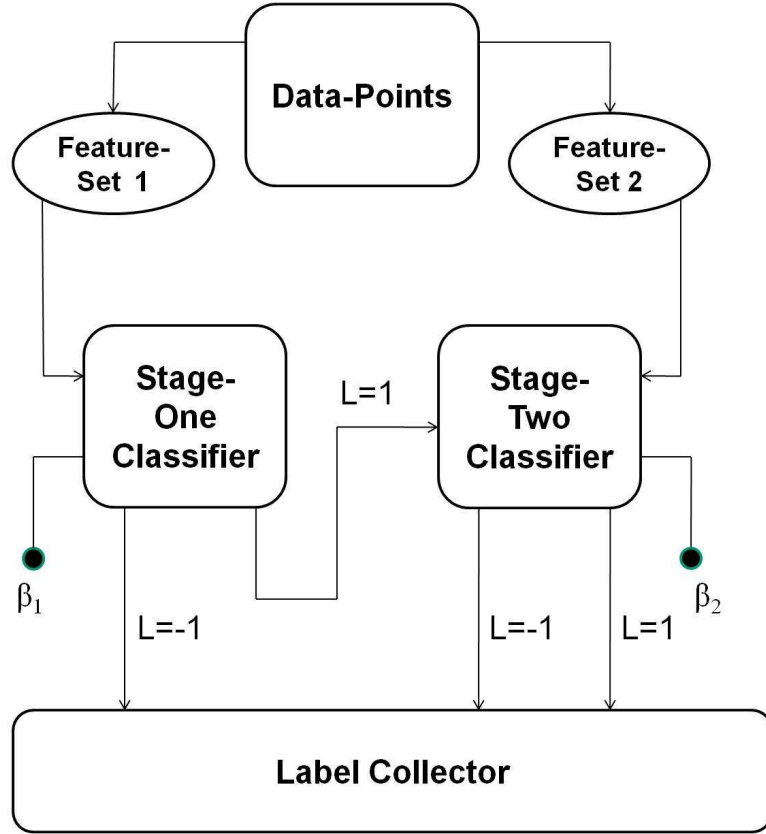 Data-Points
Feature-
Set 1
Feature-
Set 2
Stage-
One
Classifier
L=1
Stage-
Two
Classifier
β1
β2
L=-1
L=-1
L=1
Label Collector